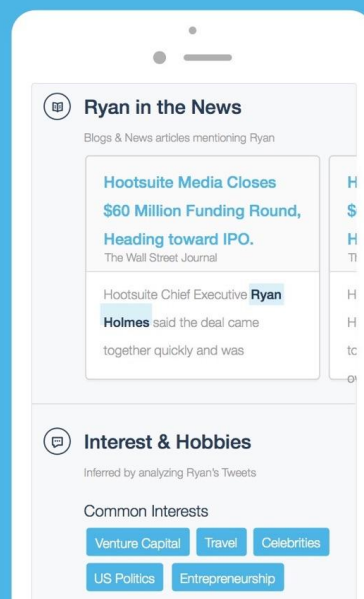 Ryan in the News
Blogs & News articles mentioning Ryan
Hootsuite Media Closes
$60 Million Funding Round,
Heading toward IPO.
The Wall Street Journal
Hootsuite Chief Executive Ryan
Holmes said the deal came
together quickly and was
Interest & Hobbies
Inferred by analyzing Ryan's Tweets
Common Interests
Venture Capital Travel Celebrities
US Politics Entrepreneurship